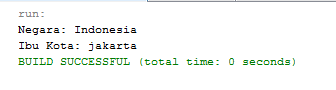 run:
Negara: Indonesia
Ibu Kota: jakarta
BUILD SUCCESSFUL (total time: 0 seconds)